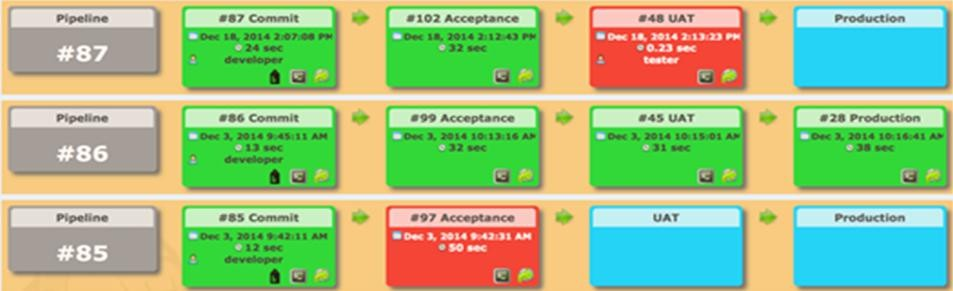 Pipeline
#87
#87 Commit
Dec 18, 2014 2:07:08 PM
24 sec
developer
#102 Acceptance
Dec 18, 2014 2:12:43 PM
32 sec
#48 UAT
Dec 18, 2014 2:13:23 PM
0.23 sec
tester
Production
Pipeline
#86
#86 Commit
Dec 3, 2014 9:45:11 AM
13 sec
developer
#99 Acceptance
Dec 3, 2014 10:13:16 AM
32 sec
#45 UAT
Dec 3, 2014 10:15:01 AM
31 sec
#28 Production
Dec 3, 2014 10:16:41 AM
38 sec
Pipeline
#85
#85 Commit
Dec 3, 2014 9:42:11 AM
12 sec
developer
#97 Acceptance
Dec 3, 2014 9:42:31 AM
50 sec
UAT
Production